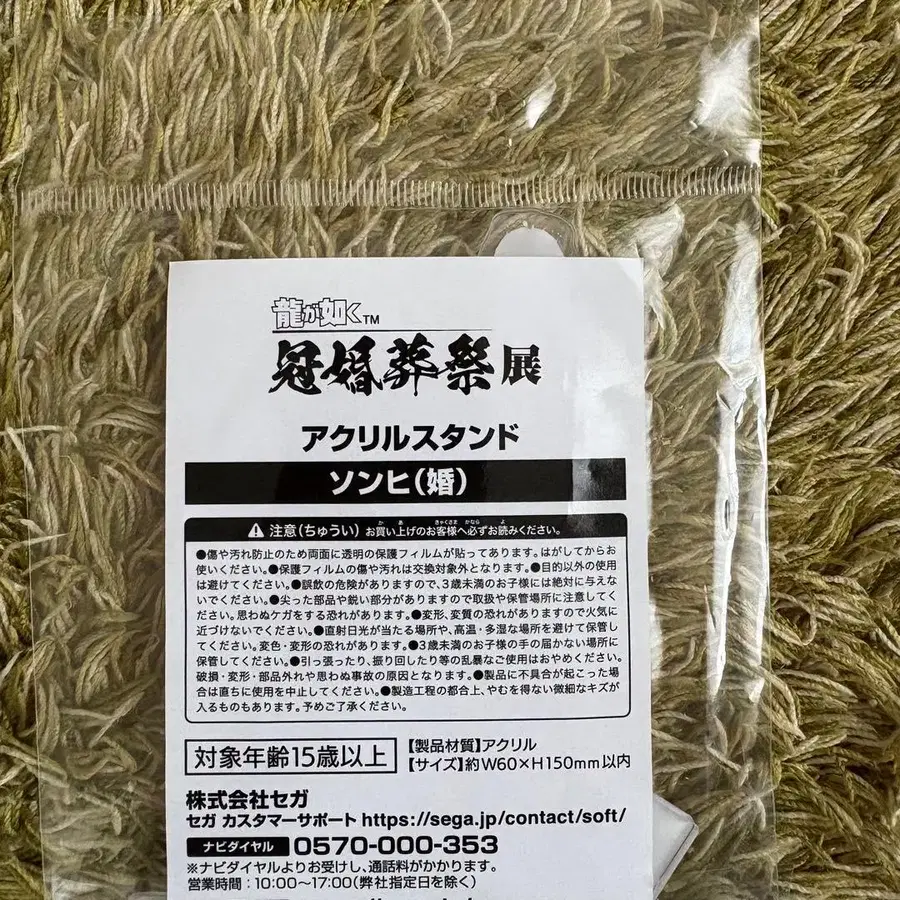 龍が如く™
冠婚葬祭展
アクリルスタンド
ソンヒ(婚)
⚠ 注意(ちゅうい) お買い上げのお客様へ必ずお読みください。
●傷や汚れ防止のため両面に透明の保護フィルムが貼ってあります。はがしてからお
使いください。●保護フィルムの傷や汚れは交換対象外となります。●目的以外の使用
は避けてください。●誤飲の危険がありますので、3歳未満のお子様には絶対に与えな
いでください。●尖った部品や鋭い部分がありますので取扱や保管場所に注意してく
ださい。思わぬケガをする恐れがあります。●変形、変質の恐れがありますので火気に
近づけないでください。●直射日光が当たる場所や、高温・多湿な場所を避けて保管し
てください。変色・変形の恐れがあります。●3歳未満のお子様の手の届かない場所に
保管してください。●引っ張ったり、振り回したり等の乱暴なご使用はおやめください。
破損・変形・部品外れや思わぬ事故の原因となります。●製品に不具合が起こった場
合は直ちに使用を中止してください。●製造工程の都合上、やむを得ない微細なキズが
入るものもあります。予めご了承ください。
対象年齢15歳以上
【製品材質】アクリル
【サイズ】約W60×H150mm以内
株式会社セガ
セガ カスタマーサポート https://sega.jp/contact/soft/
ナビダイヤル 0570-000-353
※ナビダイヤルよりお受けし、通話料がかかります。
営業時間：10:00〜17:00(弊社指定日を除く)